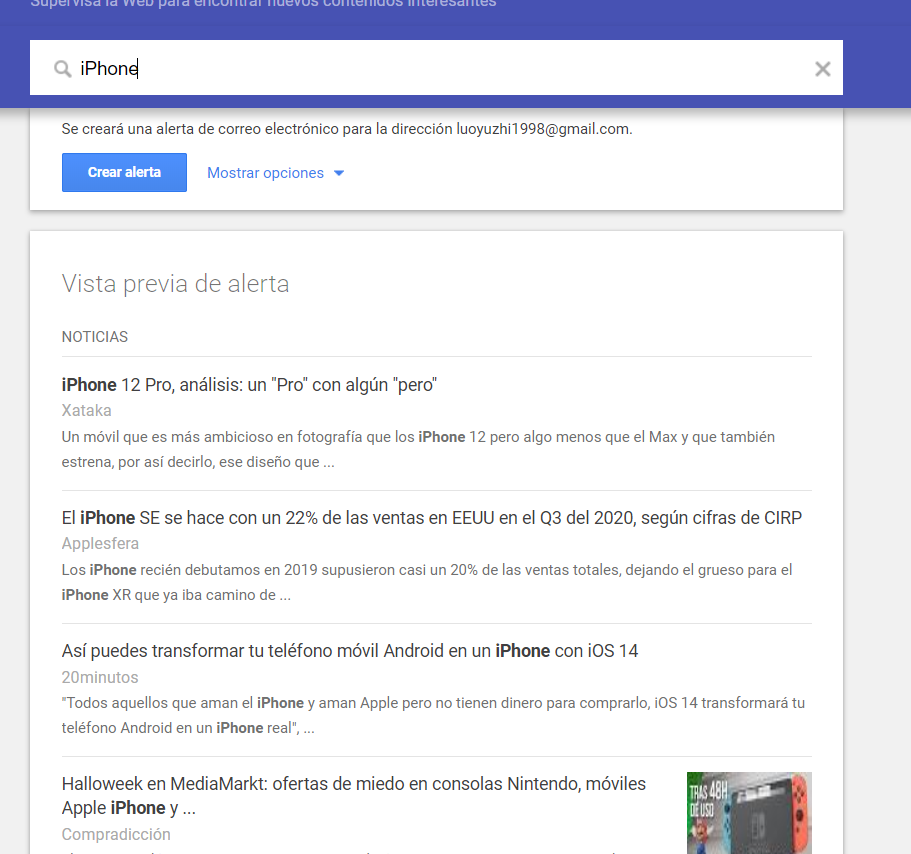 Supervisa la Web para encontrar nuevos contenidos interesantes
iPhone
Se creará una alerta de correo electrónico para la dirección luoyuzhi1998@gmail.com.
Crear alerta
Mostrar opciones
Vista previa de alerta
NOTICIAS
iPhone 12 Pro, análisis: un "Pro" con algún "pero"
Xataka
Un móvil que es más ambicioso en fotografía que los iPhone 12 pero algo menos que el Max y que también
estrena, por así decirlo, ese diseño que ...
El iPhone SE se hace con un 22% de las ventas en EEUU en el Q3 del 2020, según cifras de CIRP
Applesfera
Los iPhone recién debutamos en 2019 supusieron casi un 20% de las ventas totales, dejando el grueso para el
iPhone XR que ya iba camino de ...
Así puedes transformar tu teléfono móvil Android en un iPhone con iOS 14
20minutos
"Todos aquellos que aman el iPhone y aman Apple pero no tienen dinero para comprarlo, iOS 14 transformará tu
teléfono Android en un iPhone real", ...
Halloweek en MediaMarkt: ofertas de miedo en consolas Nintendo, móviles
Apple iPhone y ...
Compradicción
TRAS 48H
DE USO